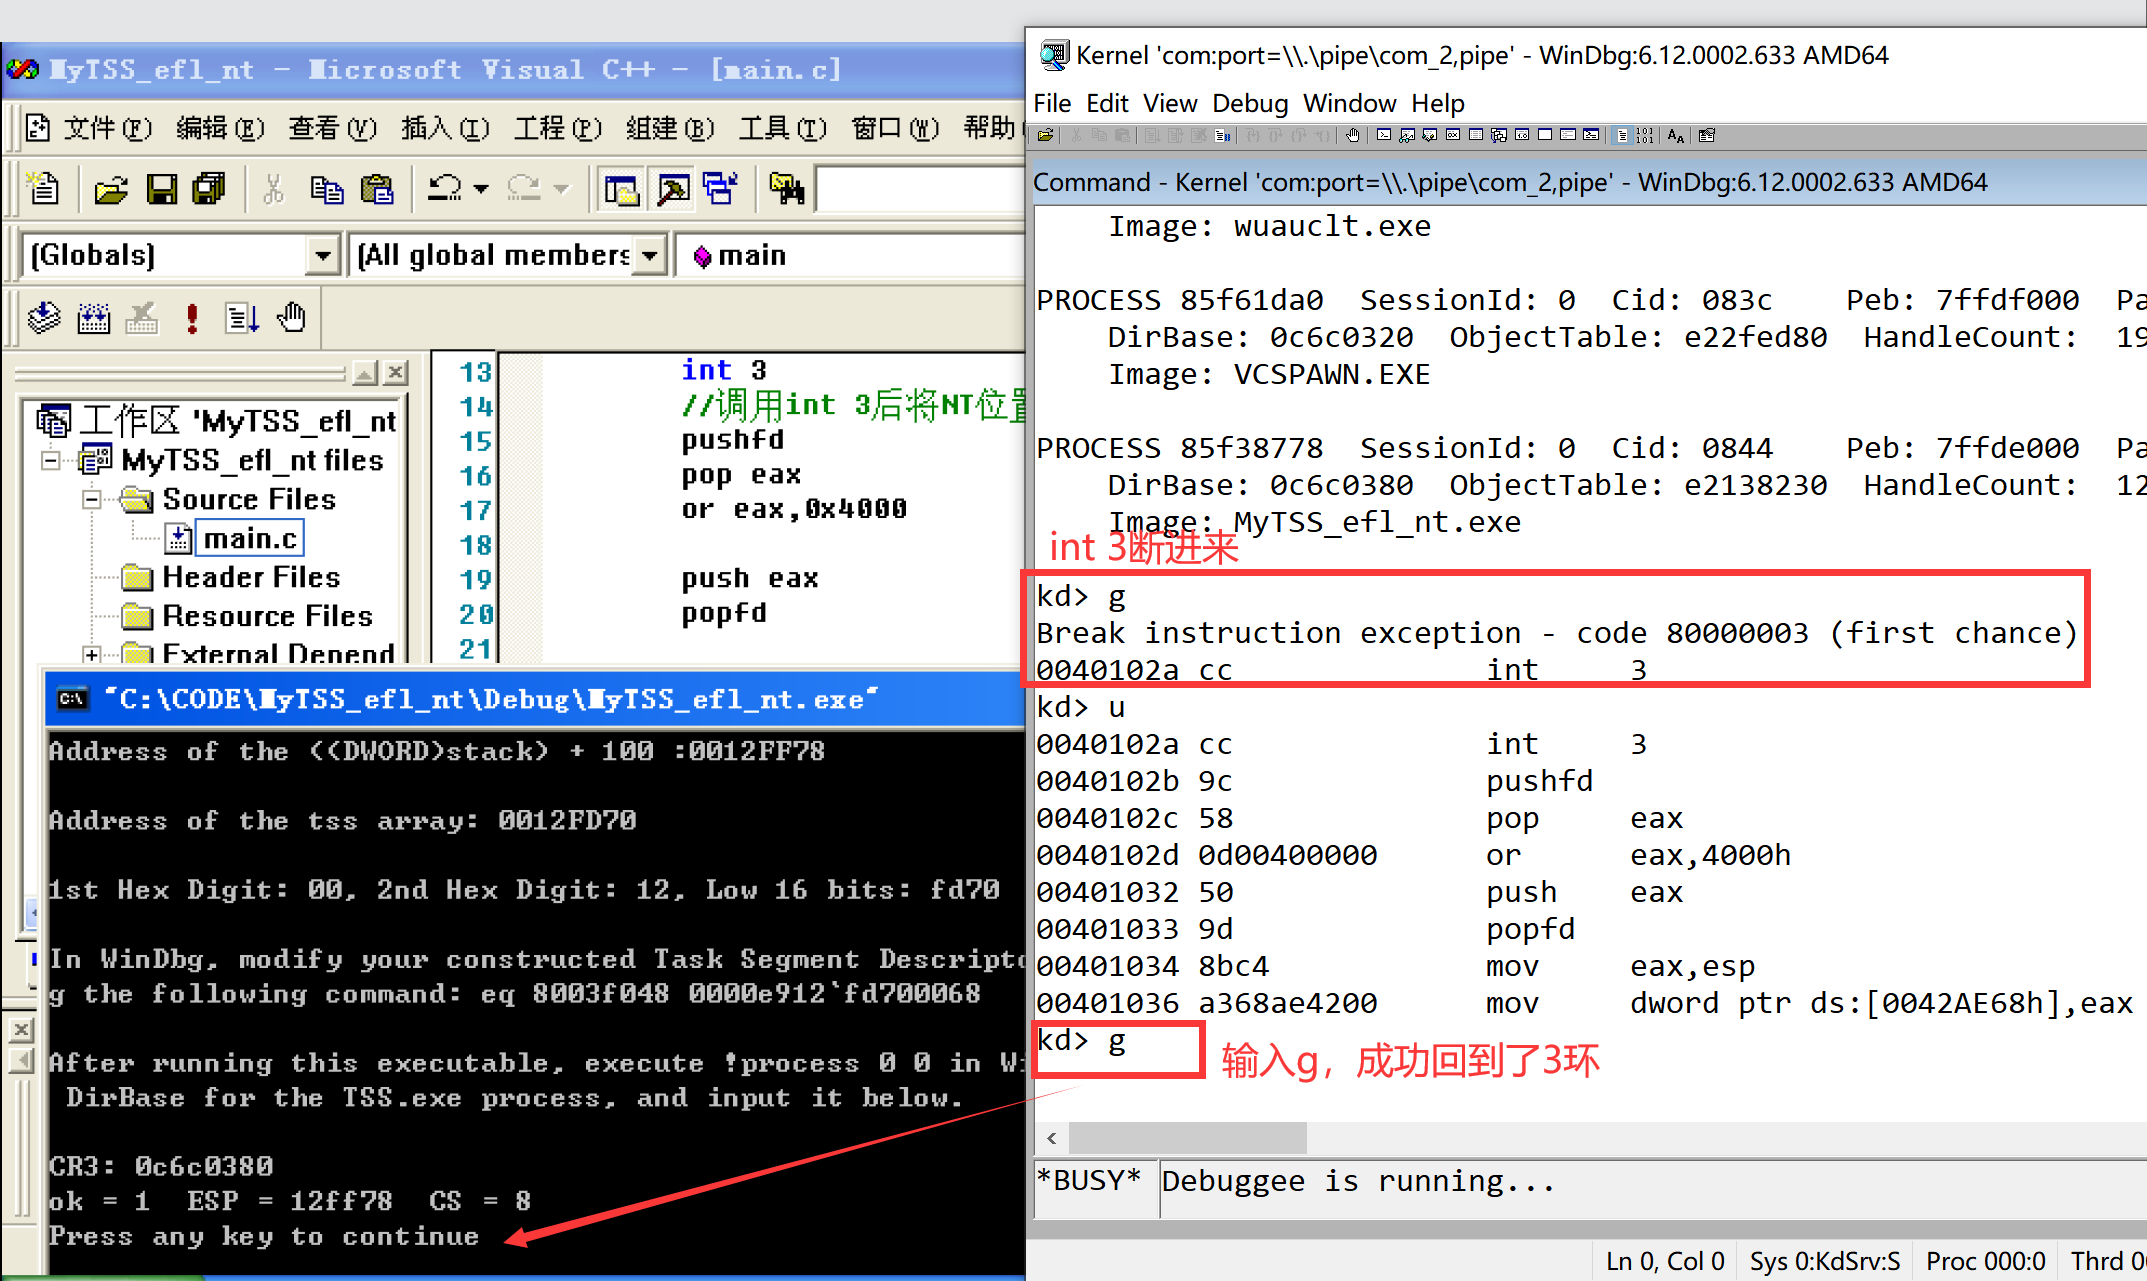 MyTSS_efl_nt - Microsoft Visual C++ - [main.c]
文件(F) 编辑(E) 查看(V) 插入(I) 工程(P) 组建(B) 工具(T) 窗口(W) 帮助
(Globals) (All global members main
工作区 'MyTSS_efl_nt
MyTSS_efl_nt files
Source Files
main.c
Header Files
Resource Files
External Depend
13 int 3
14 //调用int 3后将NT位置
15 pushfd
16 pop eax
17 or eax,0x4000
18
19 push eax
20 popfd
21
"C:\CODE\MyTSS_efl_nt\Debug\MyTSS_efl_nt.exe"
Address of the ((DWORD)stack) + 100 :0012FF78
Address of the tss array: 0012FD70
1st Hex Digit: 00, 2nd Hex Digit: 12, Low 16 bits: fd70
In WinDbg, modify your constructed Task Segment Descripto
g the following command: eq 8003f048 0000e912`fd700068
After running this executable, execute !process 0 0 in Wi
DirBase for the TSS.exe process, and input it below.
CR3: 0c6c0380
ok = 1 ESP = 12ff78 CS = 8
Press any key to continue
Kernel 'com:port=\\.\pipe\com_2,pipe' - WinDbg:6.12.0002.633 AMD64
File Edit View Debug Window Help
Command - Kernel 'com:port=\\.\pipe\com_2,pipe' - WinDbg:6.12.0002.633 AMD64
Image: wuauclt.exe
PROCESS 85f61da0 SessionId: 0 Cid: 083c Peb: 7ffdf000 Pa
DirBase: 0c6c0320 ObjectTable: e22fed80 HandleCount: 19
Image: VCSPAWN.EXE
PROCESS 85f38778 SessionId: 0 Cid: 0844 Peb: 7ffde000 Pa
DirBase: 0c6c0380 ObjectTable: e2138230 HandleCount: 12
Image: MyTSS_efl_nt.exe
int 3断进来
kd> g
Break instruction exception - code 80000003 (first chance)
0040102a cc int 3
kd> u
0040102a cc int 3
0040102b 9c pushfd
0040102c 58 pop eax
0040102d 0d00400000 or eax,4000h
00401032 50 push eax
00401033 9d popfd
00401034 8bc4 mov eax,esp
00401036 a368ae4200 mov dword ptr ds:[0042AE68h],eax
kd> g
输入g，成功回到了3环
*BUSY* Debuggee is running...
Ln 0, Col 0 Sys 0:KdSrv:S Proc 000:0 Thrd 00